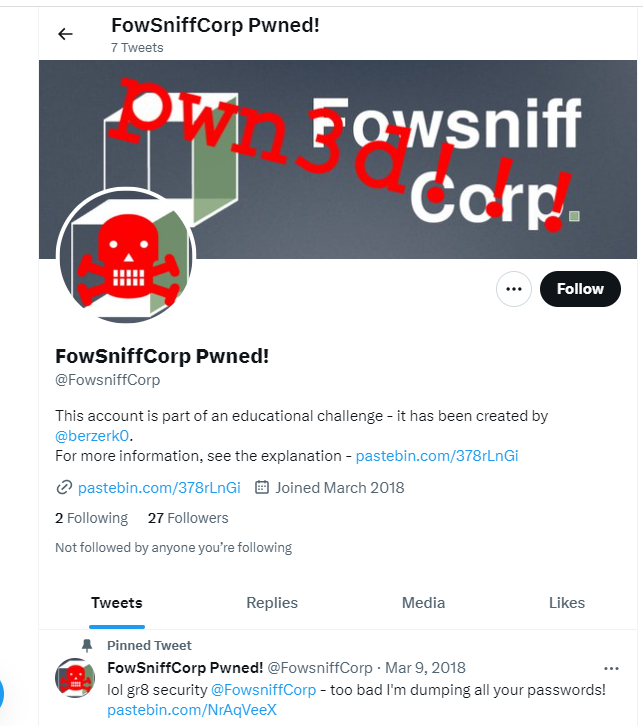 FowSniffCorp Pwned!
7 Tweets
pwn3d!!!
Fowsniff
Corp.
Follow
FowSniffCorp Pwned!
@FowsniffCorp
This account is part of an educational challenge - it has been created by
@berzerk0.
For more information, see the explanation - pastebin.com/378rLnGi
pastebin.com/378rLnGi Joined March 2018
2 Following 27 Followers
Not followed by anyone you’re following
Tweets Replies Media Likes
Pinned Tweet
FowSniffCorp Pwned! @FowsniffCorp · Mar 9, 2018
lol gr8 security @FowsniffCorp - too bad I'm dumping all your passwords!
pastebin.com/NrAqVeeX